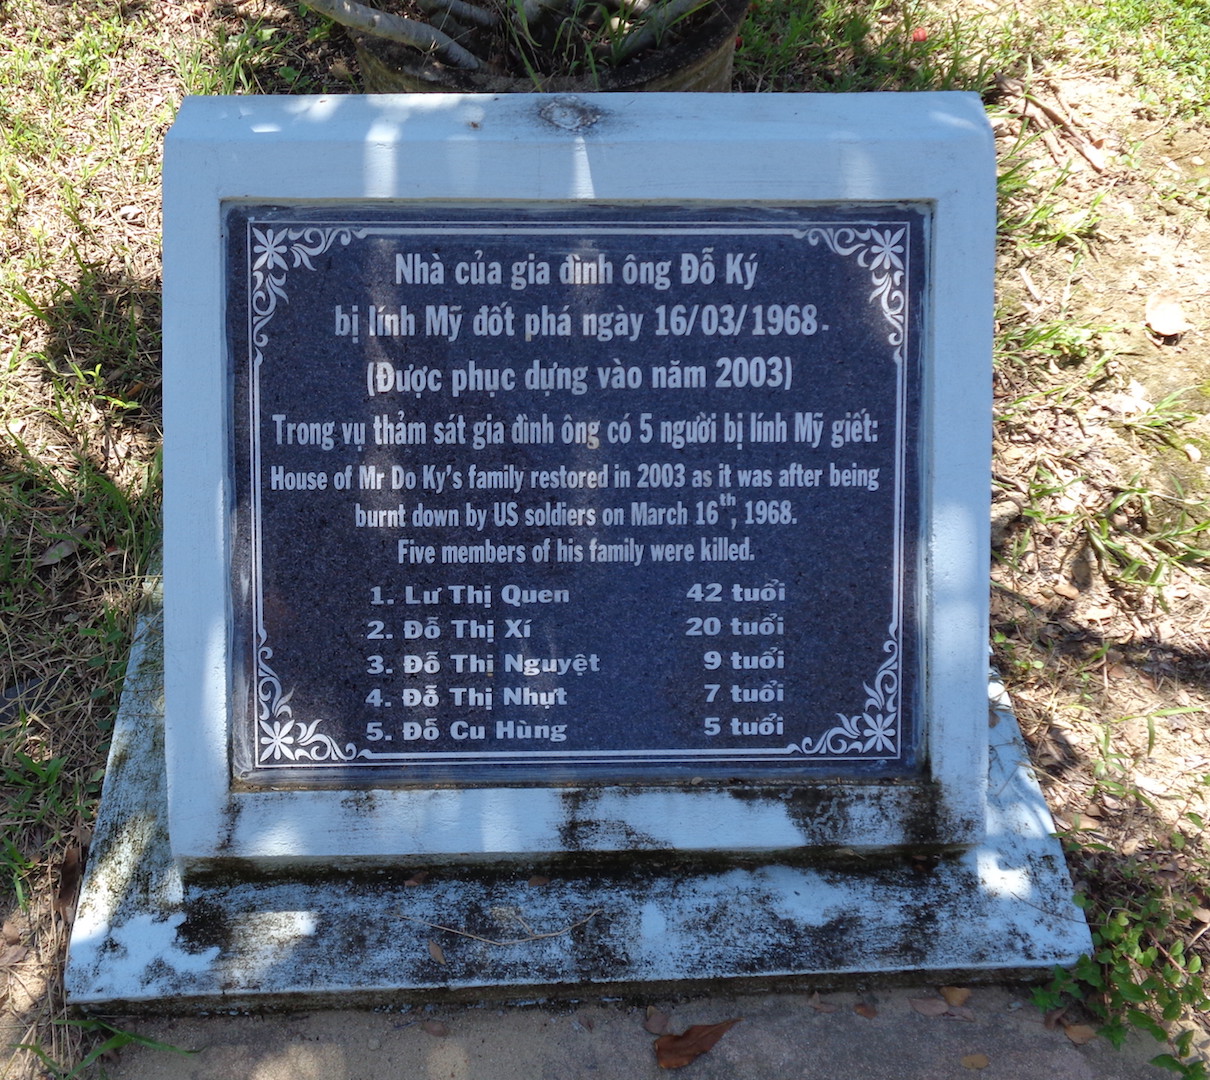 Nhà của gia đình ông Đỗ Ký
bị lính Mỹ đốt phá ngày 16/03/1968.
(Được phục dựng vào năm 2003)
Trong vụ thảm sát gia đình ông có 5 người bị lính Mỹ giết:
House of Mr Do Ky's family restored in 2003 as it was after being
burnt down by US soldiers on March 16th, 1968.
Five members of his family were killed.
1. Lư Thị Quen 42 tuổi
2. Đỗ Thị Xí 20 tuổi
3. Đỗ Thị Nguyệt 9 tuổi
4. Đỗ Thị Nhựt 7 tuổi
5. Đỗ Cu Hùng 5 tuổi